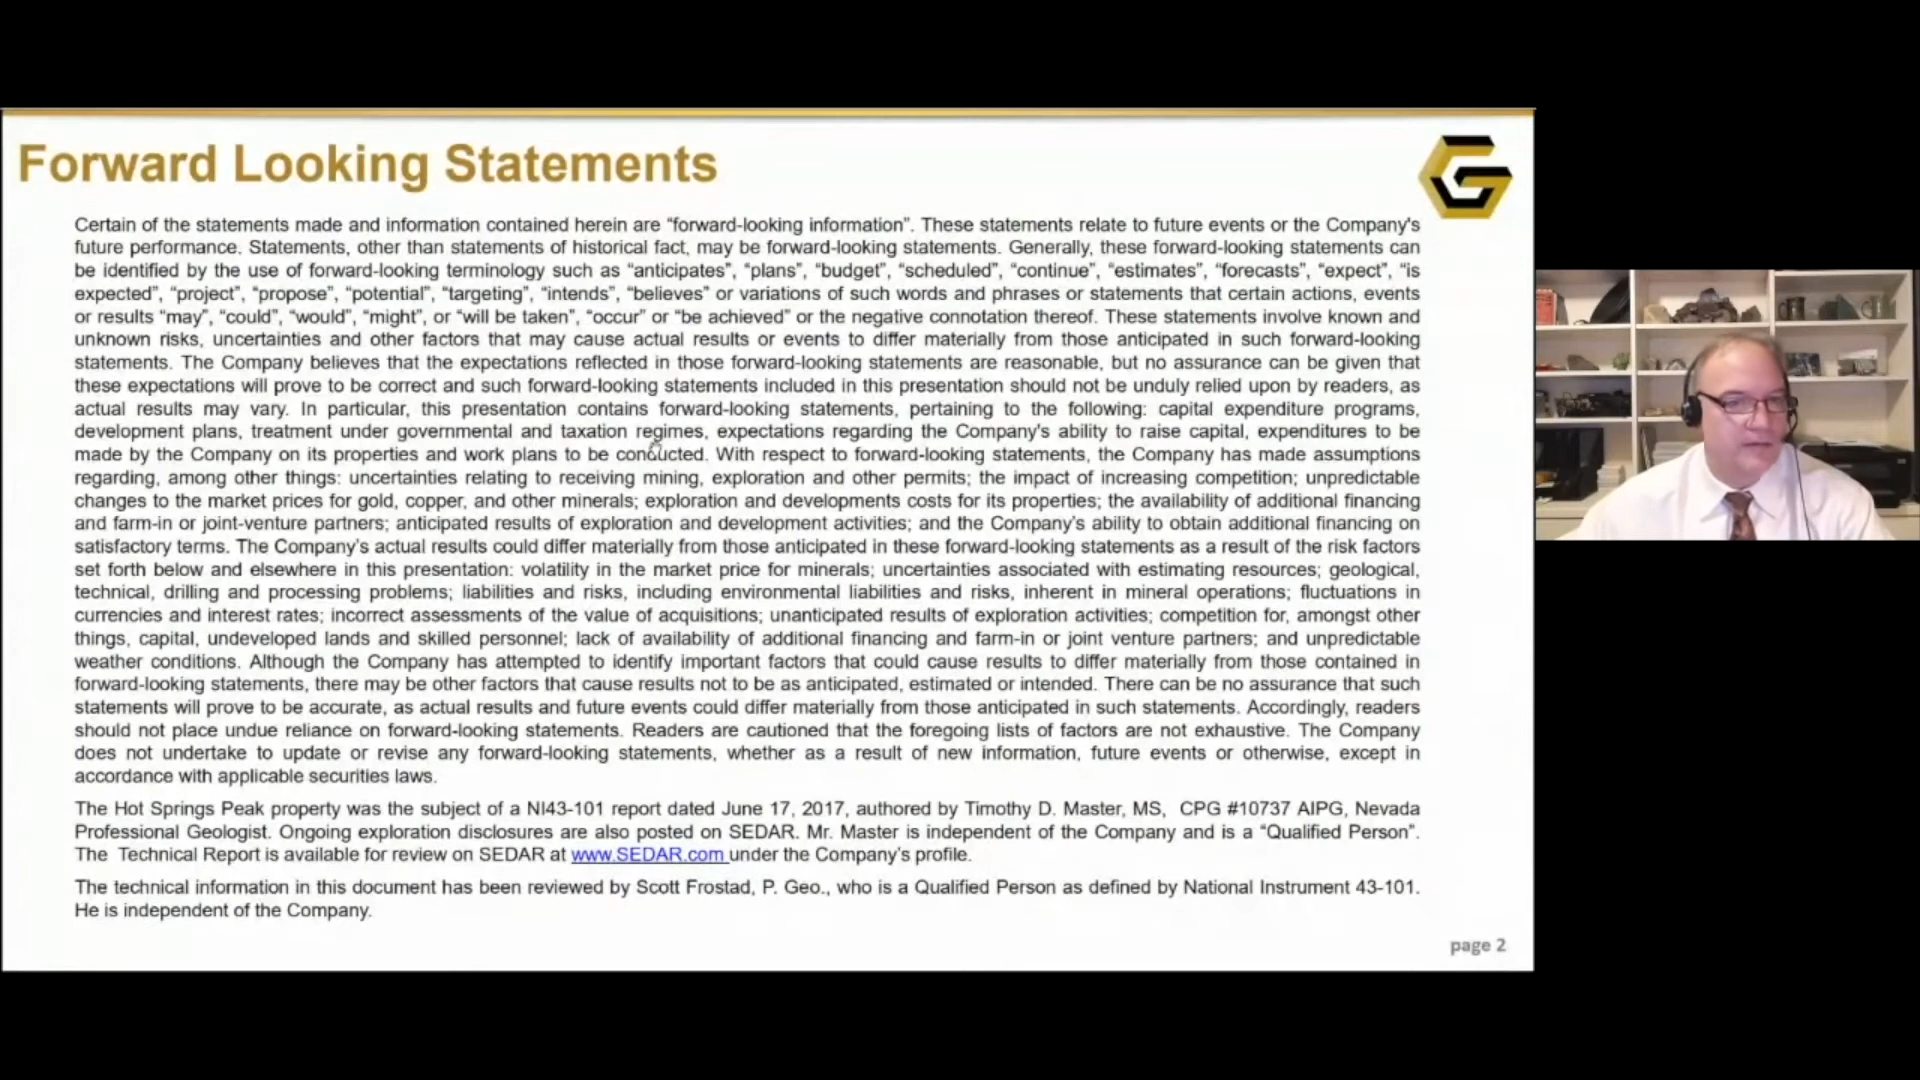 Forward Looking Statements
Certain of the statements made and information contained herein are “forward-looking information”. These statements relate to future events or the Company's
future performance. Statements, other than statements of historical fact, may be forward-looking statements. Generally, these forward-looking statements can
be identified by the use of forward-looking terminology such as “anticipates”, “plans”, “budget”, “scheduled”, “continue”, “estimates”, “forecasts”, “expect”, “is
expected”, “project”, “propose”, “potential”, “targeting”, “intends”, “believes” or variations of such words and phrases or statements that certain actions, events
or results “may”, “could”, “would”, “might”, or “will be taken”, “occur” or “be achieved” or the negative connotation thereof. These statements involve known and
unknown risks, uncertainties and other factors that may cause actual results or events to differ materially from those anticipated in such forward-looking
statements. The Company believes that the expectations reflected in those forward-looking statements are reasonable, but no assurance can be given that
these expectations will prove to be correct and such forward-looking statements included in this presentation should not be unduly relied upon by readers, as
actual results may vary. In particular, this presentation contains forward-looking statements, pertaining to the following: capital expenditure programs,
development plans, treatment under governmental and taxation regimes, expectations regarding the Company's ability to raise capital, expenditures to be
made by the Company on its properties and work plans to be conducted. With respect to forward-looking statements, the Company has made assumptions
regarding, among other things: uncertainties relating to receiving mining, exploration and other permits; the impact of increasing competition; unpredictable
changes to the market prices for gold, copper, and other minerals; exploration and developments costs for its properties; the availability of additional financing
and farm-in or joint-venture partners; anticipated results of exploration and development activities; and the Company's ability to obtain additional financing on
satisfactory terms. The Company's actual results could differ materially from those anticipated in these forward-looking statements as a result of the risk factors
set forth below and elsewhere in this presentation: volatility in the market price for minerals; uncertainties associated with estimating resources; geological,
technical, drilling and processing problems; liabilities and risks, including environmental liabilities and risks, inherent in mineral operations; fluctuations in
currencies and interest rates; incorrect assessments of the value of acquisitions; unanticipated results of exploration activities; competition for, amongst other
things, capital, undeveloped lands and skilled personnel; lack of availability of additional financing and farm-in or joint venture partners; and unpredictable
weather conditions. Although the Company has attempted to identify important factors that could cause results to differ materially from those contained in
forward-looking statements, there may be other factors that cause results not to be as anticipated, estimated or intended. There can be no assurance that such
statements will prove to be accurate, as actual results and future events could differ materially from those anticipated in such statements. Accordingly, readers
should not place undue reliance on forward-looking statements. Readers are cautioned that the foregoing lists of factors are not exhaustive. The Company
does not undertake to update or revise any forward-looking statements, whether as a result of new information, future events or otherwise, except in
accordance with applicable securities laws.
The Hot Springs Peak property was the subject of a NI43-101 report dated June 17, 2017, authored by Timothy D. Master, MS, CPG #10737 AIPG, Nevada
Professional Geologist. Ongoing exploration disclosures are also posted on SEDAR. Mr. Master is independent of the Company and is a “Qualified Person”.
The Technical Report is available for review on SEDAR at www.SEDAR.com under the Company's profile.
The technical information in this document has been reviewed by Scott Frostad, P. Geo., who is a Qualified Person as defined by National Instrument 43-101.
He is independent of the Company.
page 2